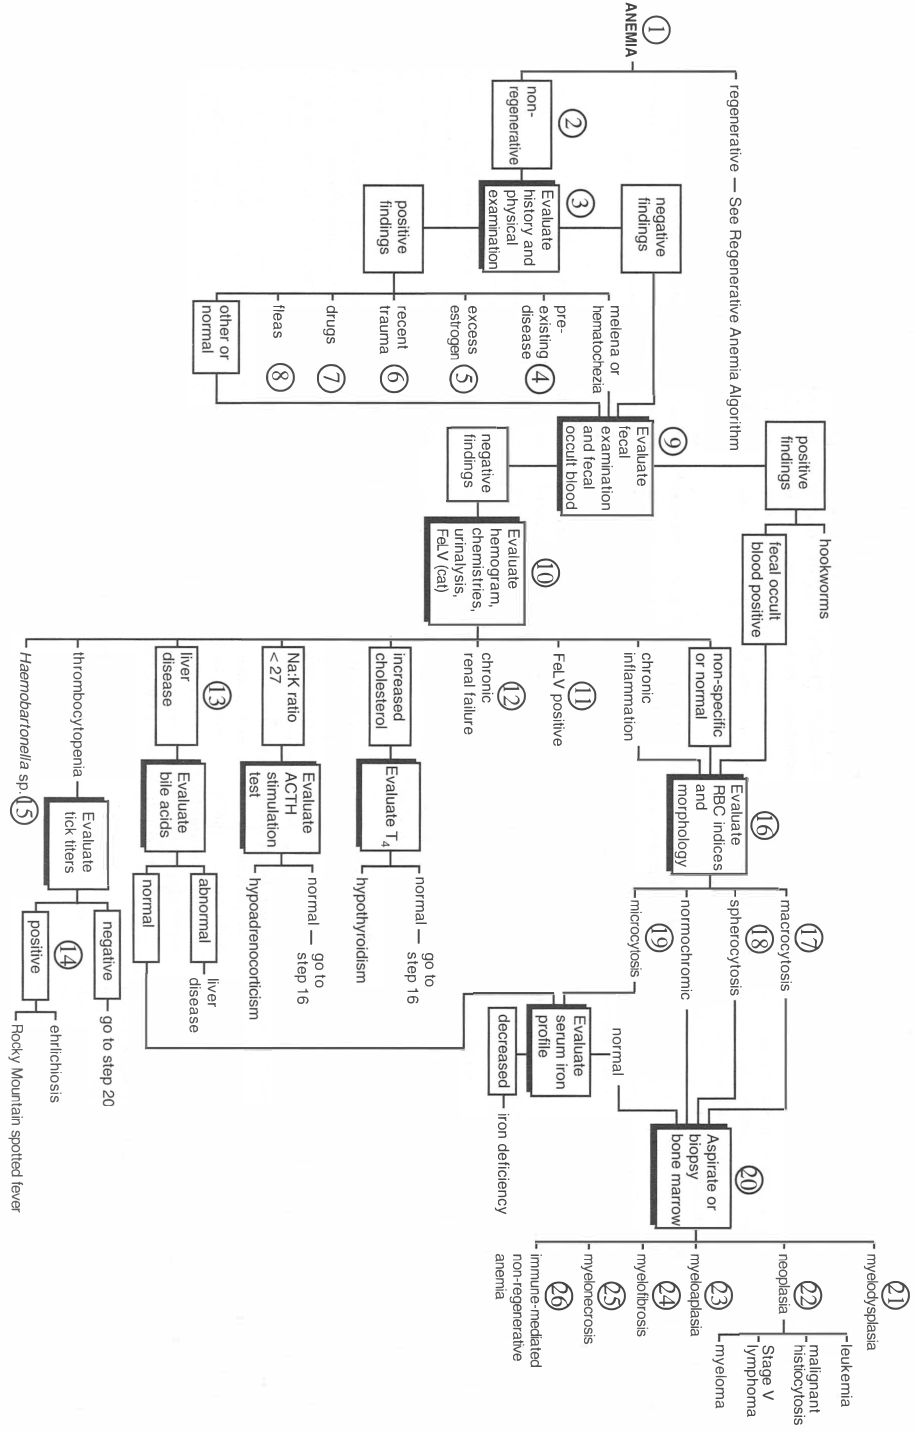 ①
ANEMIA
regenerative — See Regenerative Anemia Algorithm
②
non-
regenerative
③
Evaluate
history and
physical
examination
negative
findings
positive
findings
melena or
hematochezia
pre-
existing
disease
④
excess
estrogen
⑤
recent
trauma
⑥
drugs
⑦
fleas
⑧
other or
normal
⑨
Evaluate
fecal
examination
and fecal
occult blood
positive
findings
hookworms
fecal occult
blood positive
negative
findings
⑩
Evaluate
hemogram,
chemistries,
urinalysis,
FeLV (cat)
non-specific
or normal
chronic
inflammation
⑪
FeLV positive
⑫
chronic
renal failure
increased
cholesterol
Evaluate T4
normal — go to
step 16
hypothyroidism
Na:K ratio
< 27
Evaluate
ACTH
stimulation
test
normal — go to
step 16
hypoadrenocorticism
⑬
liver
disease
Evaluate
bile acids
abnormal
liver
disease
normal
thrombocytopenia
Evaluate
tick titers
negative
go to step 20
⑭
positive
ehrlichiosis
Rocky Mountain spotted fever
Haemobartonella sp.
⑮
⑯
Evaluate
RBC indices
and
morphology
⑰
macrocytosis
⑱
spherocytosis
normochromic
⑲
microcytosis
Evaluate
serum iron
profile
normal
decreased
iron deficiency
⑳
Aspirate or
biopsy
bone marrow
㉑
myelodysplasia
㉒
neoplasia
leukemia
malignant
histiocytosis
Stage V
lymphoma
myeloma
㉓
myeloaplasia
㉔
myelofibrosis
㉕
myelonecrosis
㉖
immune-mediated
non-regenerative
anemia